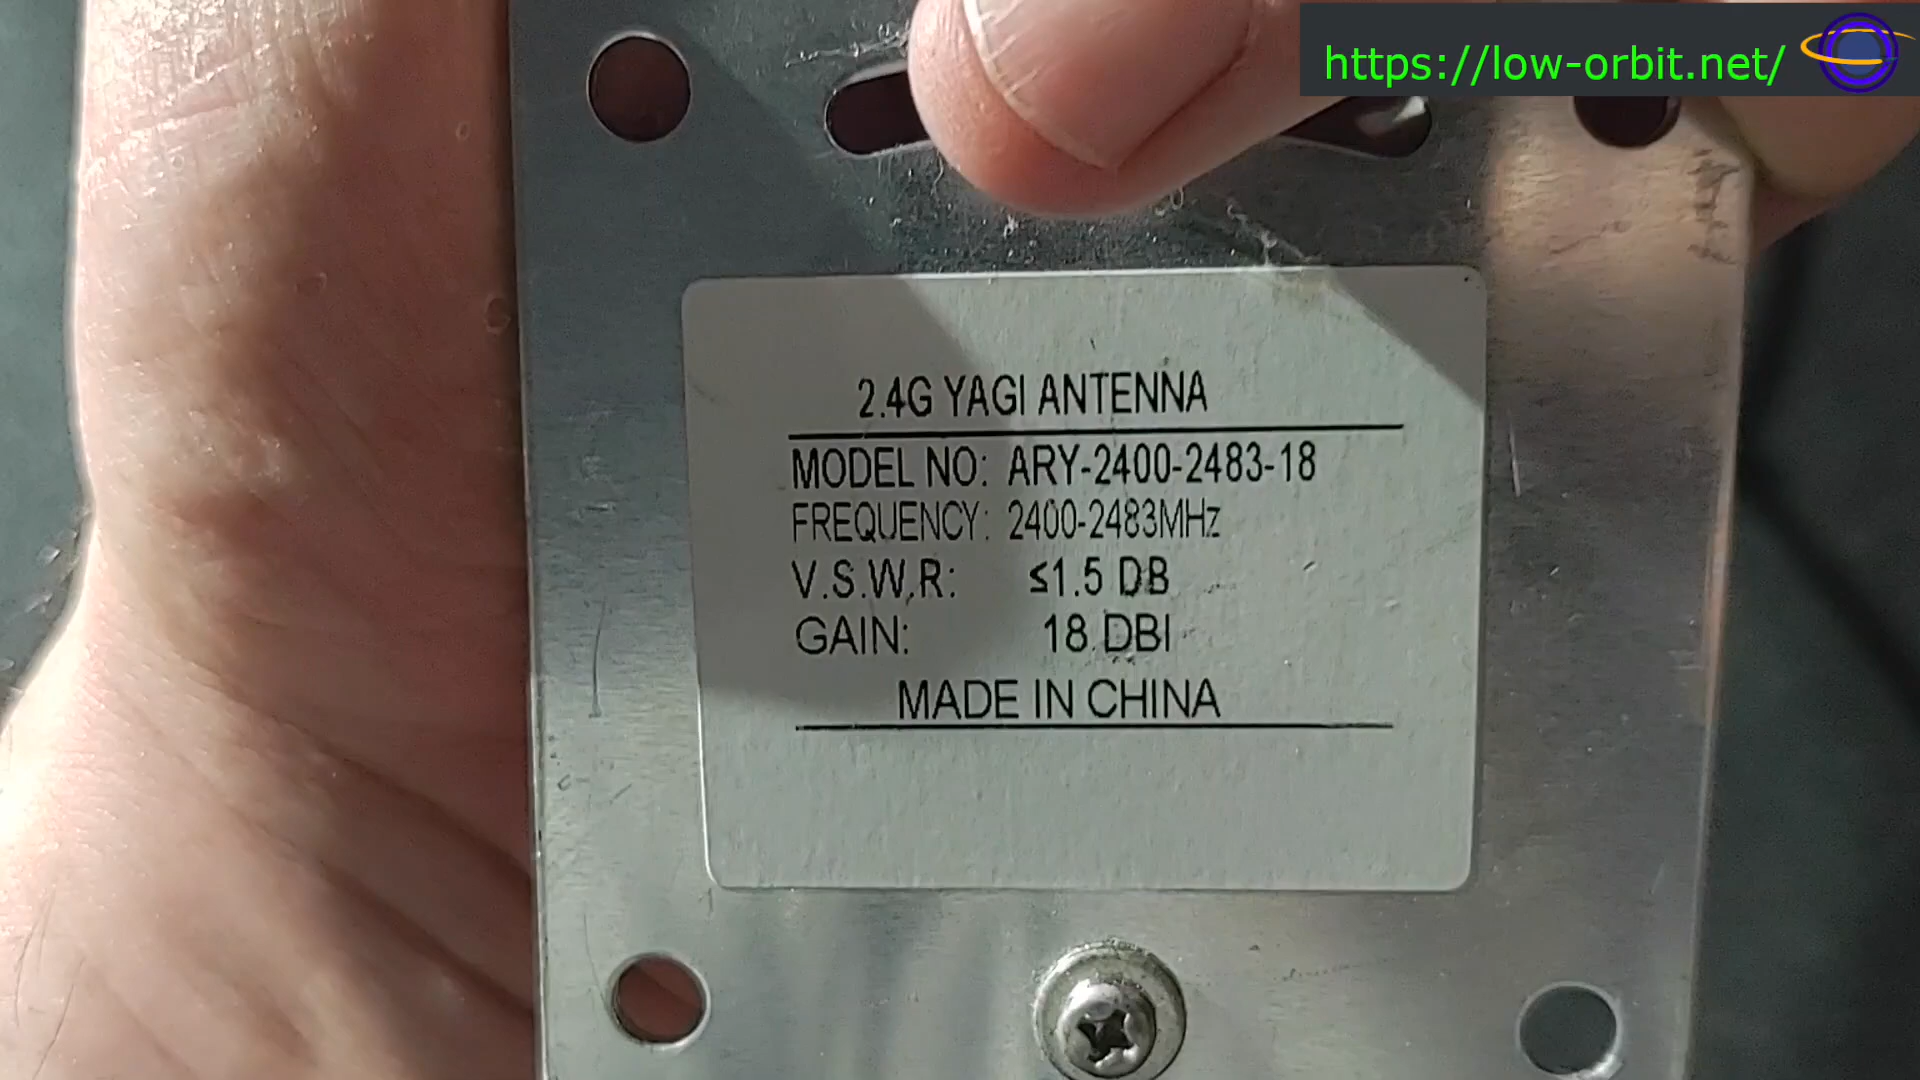 https://low-orbit.net/
2.4G YAGI ANTENNA
MODEL NO: ARY-2400-2483-18
FREQUENCY: 2400-2483MHz
V.S.W.R: ≤1.5 DB
GAIN: 18 DBI
MADE IN CHINA